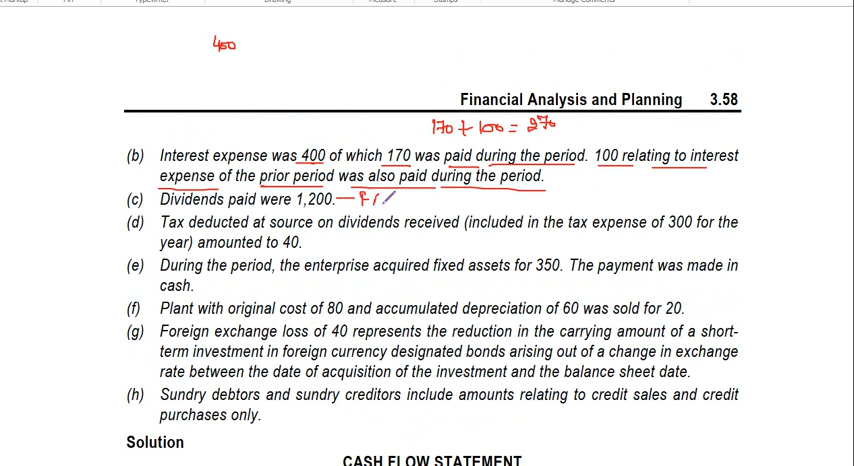 400
Financial Analysis and Planning 3.58
170 + 100 = 270
(b) Interest expense was 400 of which 170 was paid during the period. 100 relating to interest
expense of the prior period was also paid during the period.
(c) Dividends paid were 1,200. — F
(d) Tax deducted at source on dividends received (included in the tax expense of 300 for the
year) amounted to 40.
(e) During the period, the enterprise acquired fixed assets for 350. The payment was made in
cash.
(f) Plant with original cost of 80 and accumulated depreciation of 60 was sold for 20.
(g) Foreign exchange loss of 40 represents the reduction in the carrying amount of a short-
term investment in foreign currency designated bonds arising out of a change in exchange
rate between the date of acquisition of the investment and the balance sheet date.
(h) Sundry debtors and sundry creditors include amounts relating to credit sales and credit
purchases only.
Solution
CASH FLOW STATEMENT